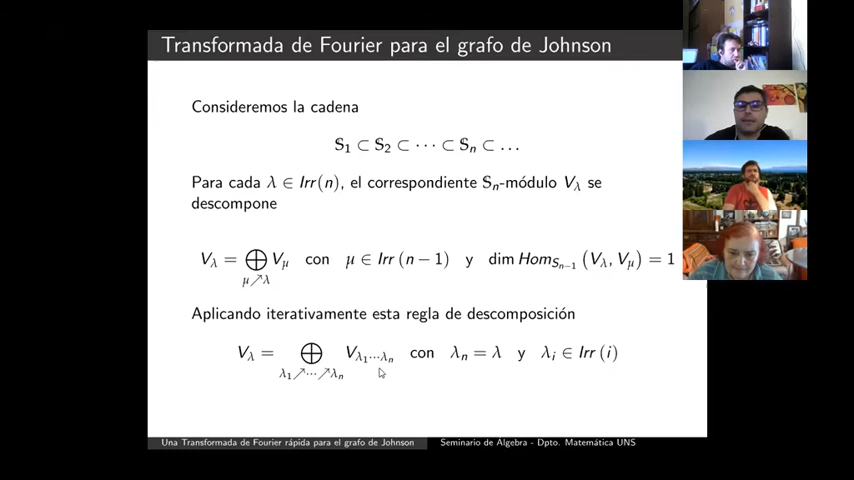 Transformada de Fourier para el grafo de Johnson
Consideremos la cadena
S₁ ⊂ S₂ ⊂ ⋯ ⊂ Sₙ ⊂ …
Para cada λ ∈ Irr(n), el correspondiente Sₙ-módulo V_λ se
descompone
V_λ = ⊕_{μ↗λ} V_μ con μ ∈ Irr (n − 1) y dim Hom_{S_{n−1}} (V_λ, V_μ) = 1
Aplicando iterativamente esta regla de descomposición
V_λ = ⊕_{λ₁↗⋯↗λₙ} V_{λ₁⋯λₙ} con λₙ = λ y λᵢ ∈ Irr (i)
Una Transformada de Fourier rápida para el grafo de Johnson Seminario de Álgebra - Dpto. Matemática UNS